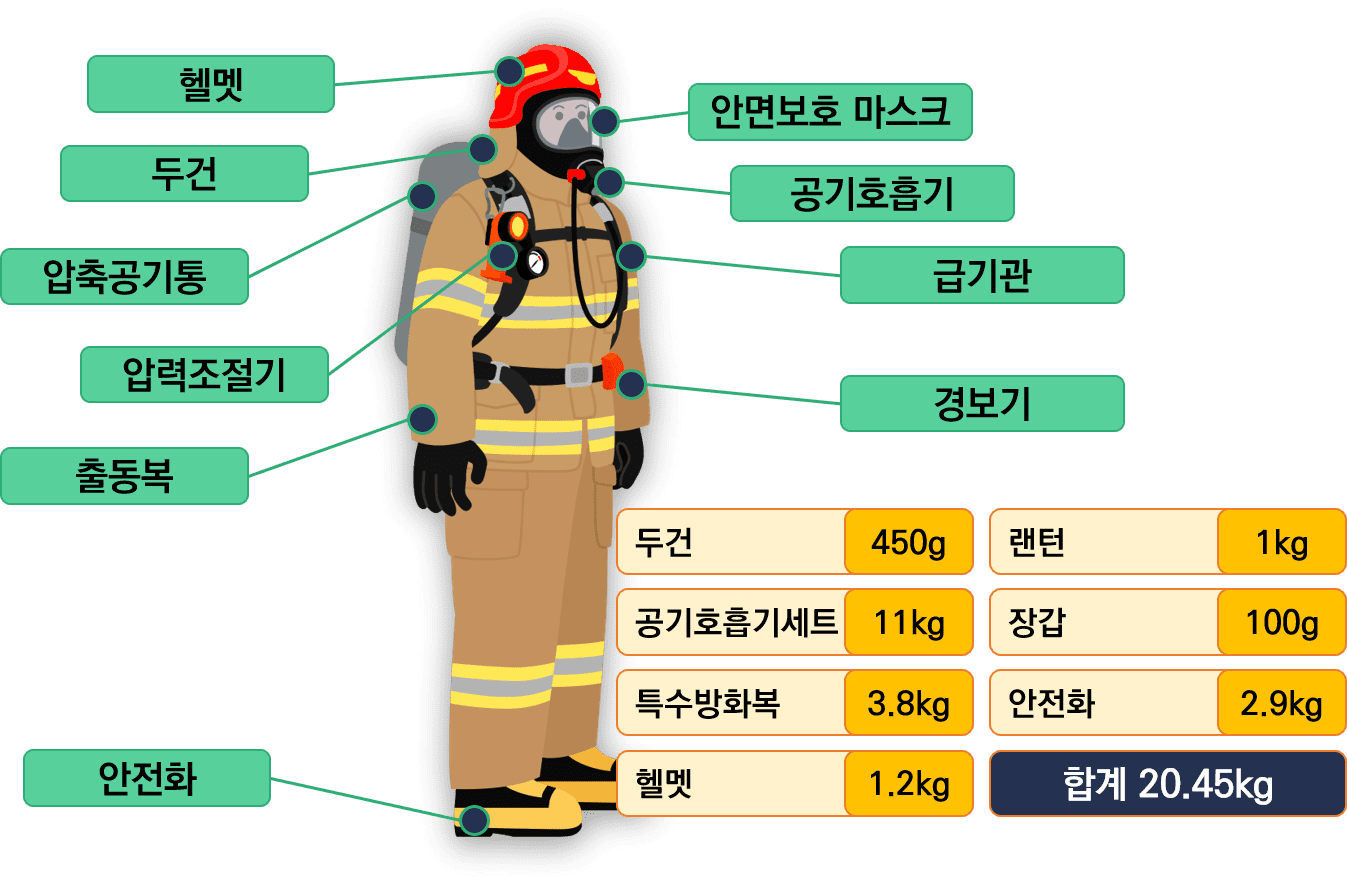 헬멧
안면보호 마스크
두건
공기호흡기
압축공기통
급기관
압력조절기
경보기
출동복
두건 450g
랜턴 1kg
공기호흡기세트 11kg
장갑 100g
특수방화복 3.8kg
안전화 2.9kg
헬멧 1.2kg
합계 20.45kg
안전화